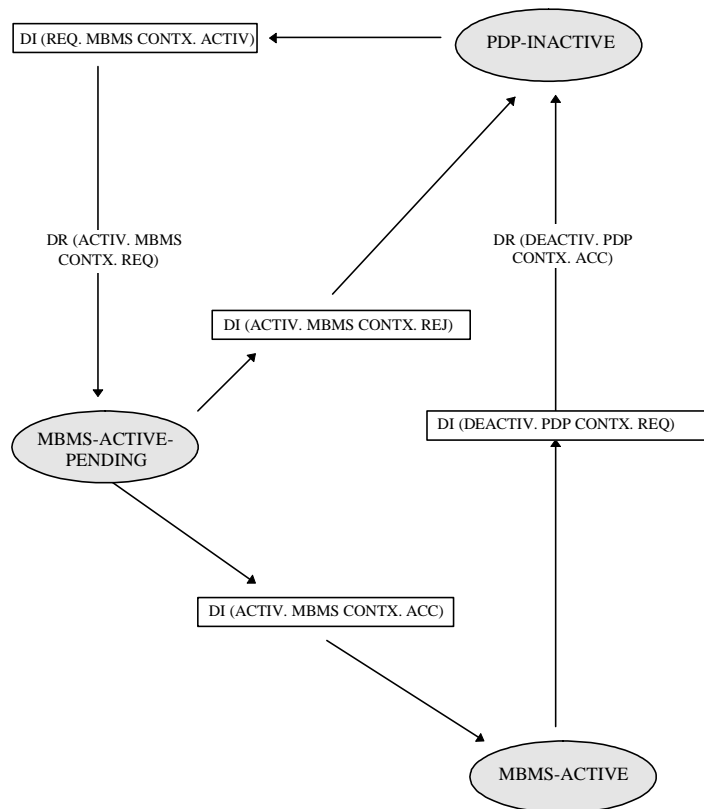 DI (REQ. MBMS CONTX. ACTIV)
PDP-INACTIVE
DR (ACTIV. MBMS
CONTX. REQ)
DR (DEACTIV. PDP
CONTX. ACC)
DI (ACTIV. MBMS CONTX. REJ)
MBMS-ACTIVE-
PENDING
DI (DEACTIV. PDP CONTX. REQ)
DI (ACTIV. MBMS CONTX. ACC)
MBMS-ACTIVE